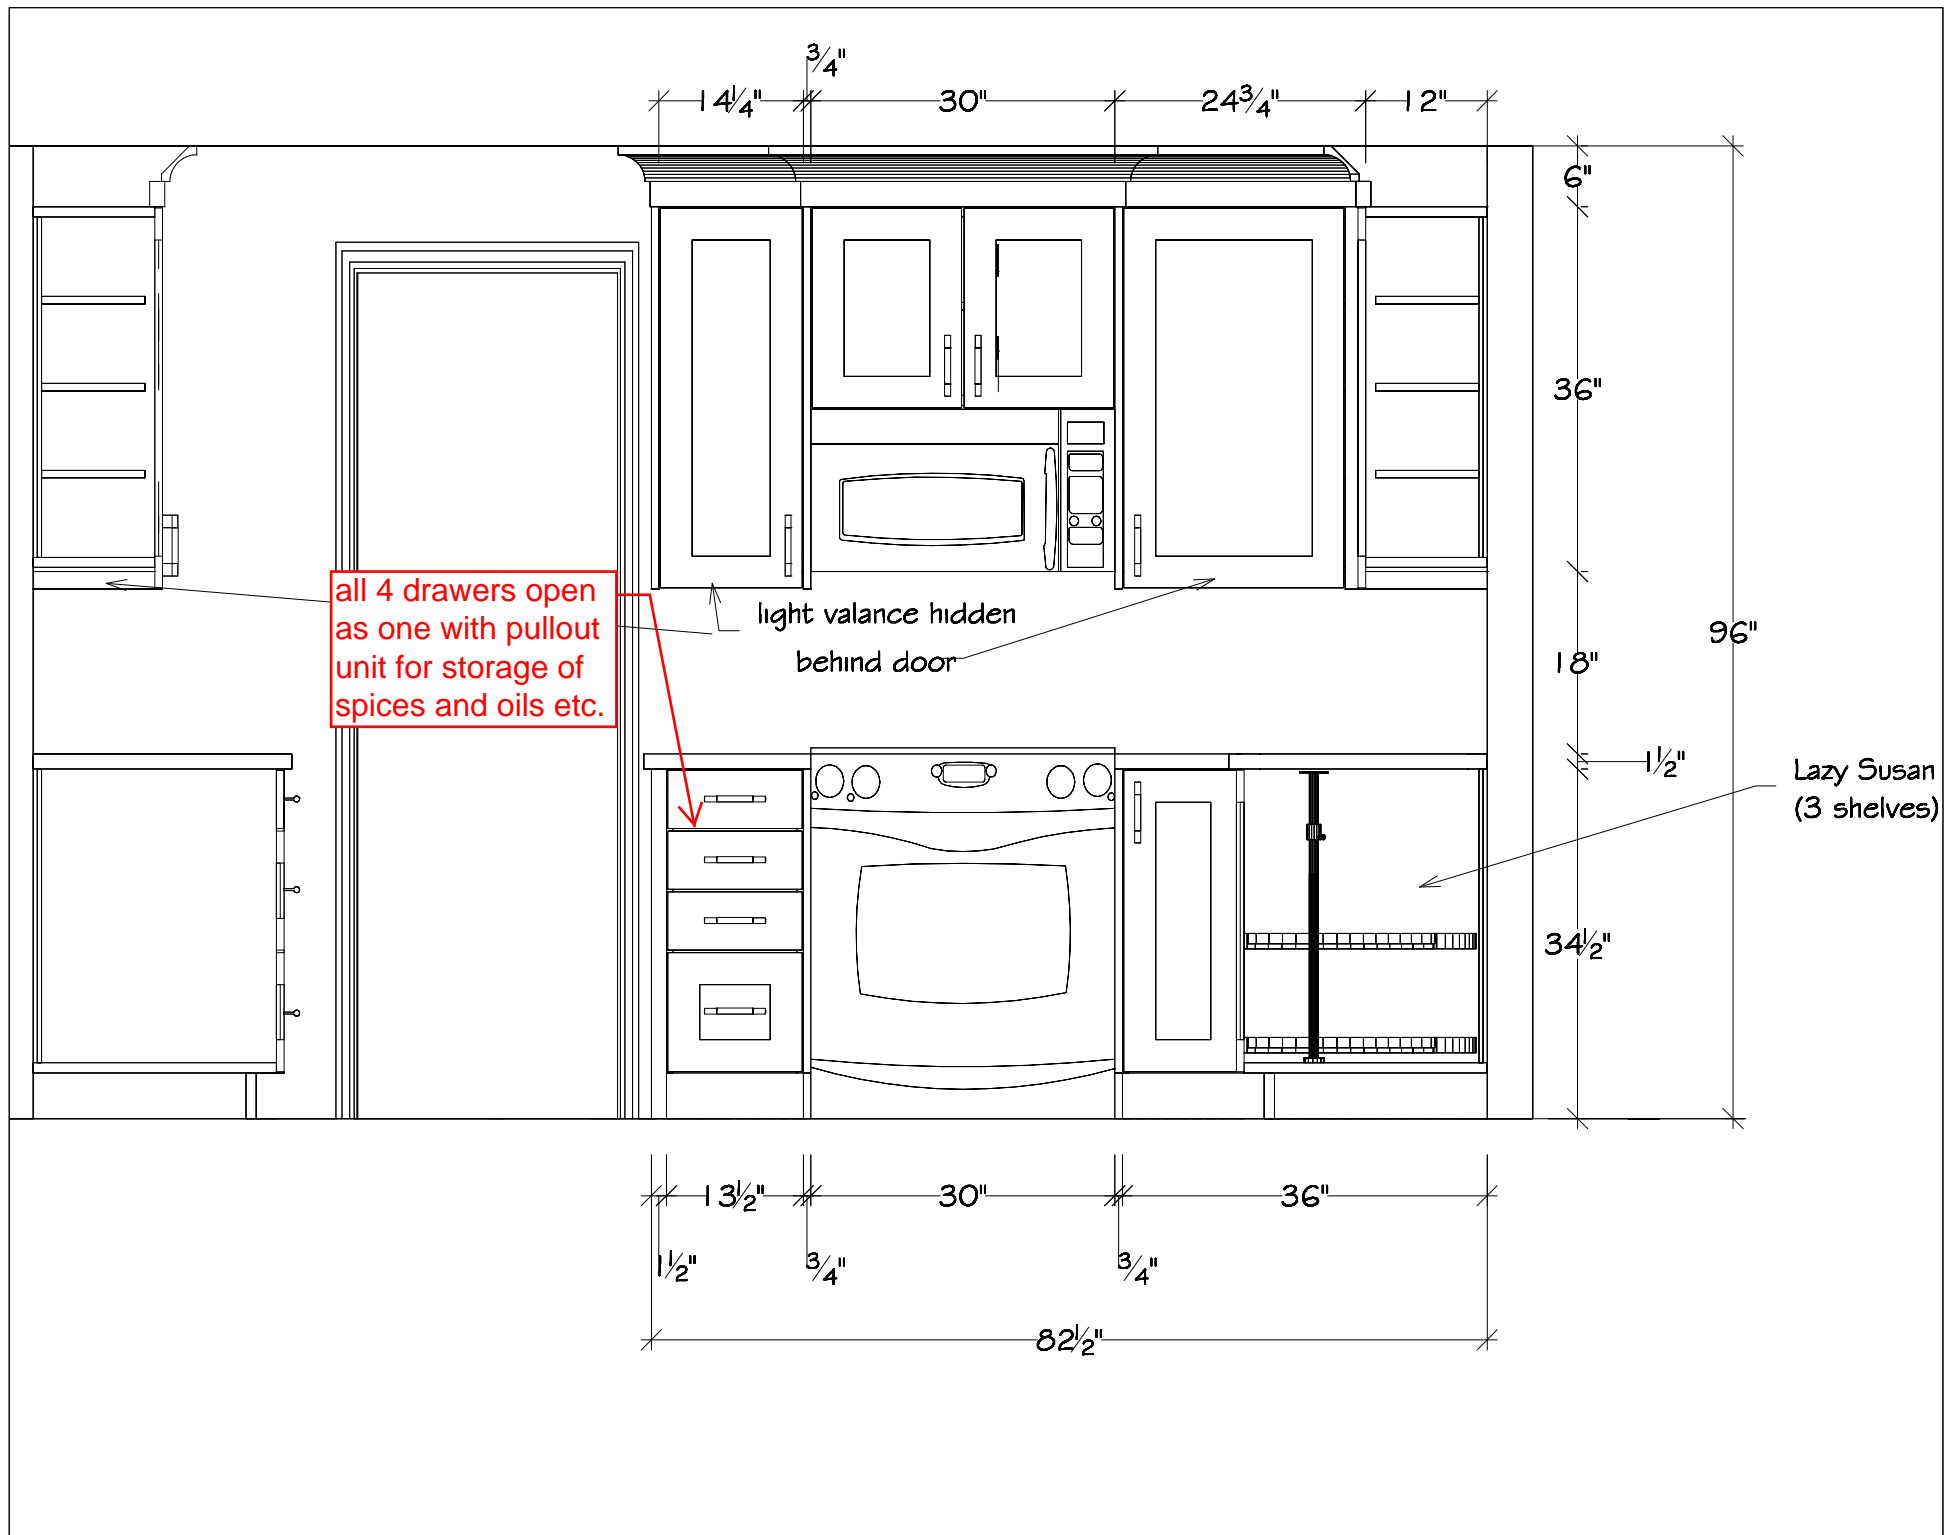 3/4"
14 1/4"
30"
24 3/4"
12"
6"
36"
all 4 drawers open
as one with pullout
unit for storage of
spices and oils etc.
light valance hidden
behind door
96"
18"
1 1/2"
Lazy Susan
(3 shelves)
34 1/2"
13 1/2"
30"
36"
1 1/2"
3/4"
3/4"
82 1/2"